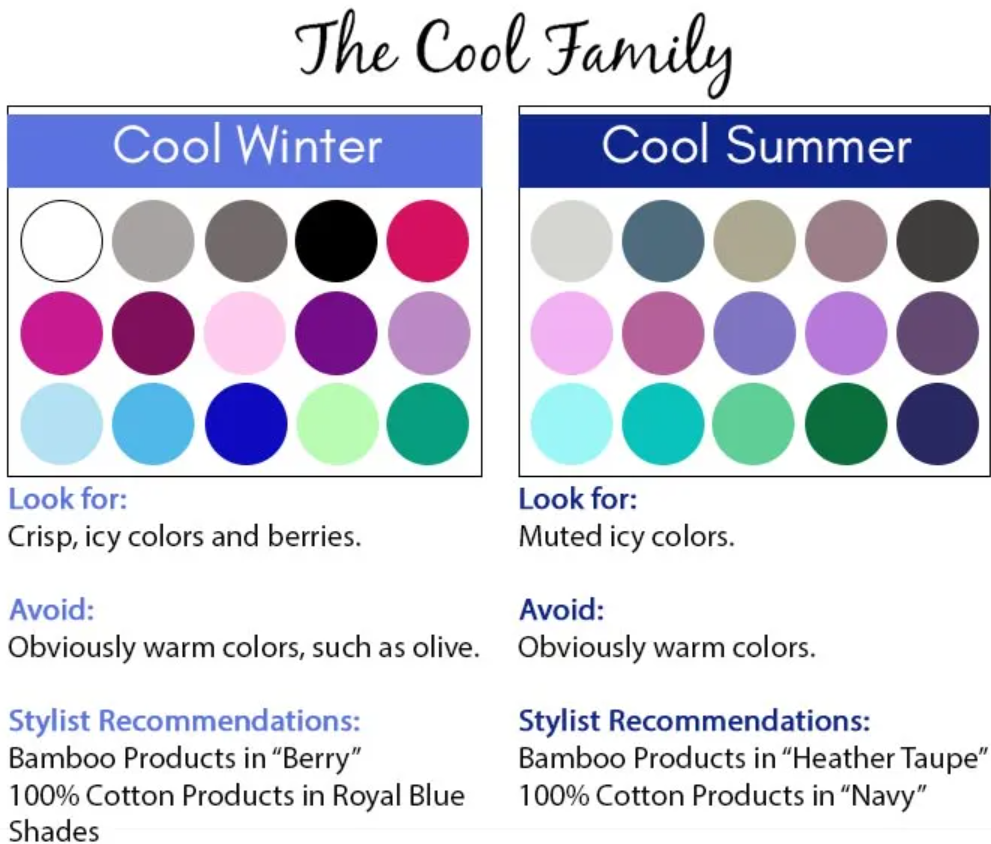 The Cool Family
Cool Winter
Look for:
Crisp, icy colors and berries.
Avoid:
Obviously warm colors, such as olive.
Stylist Recommendations:
Bamboo Products in “Berry”
100% Cotton Products in Royal Blue
Shades
Cool Summer
Look for:
Muted icy colors.
Avoid:
Obviously warm colors.
Stylist Recommendations:
Bamboo Products in “Heather Taupe”
100% Cotton Products in “Navy”